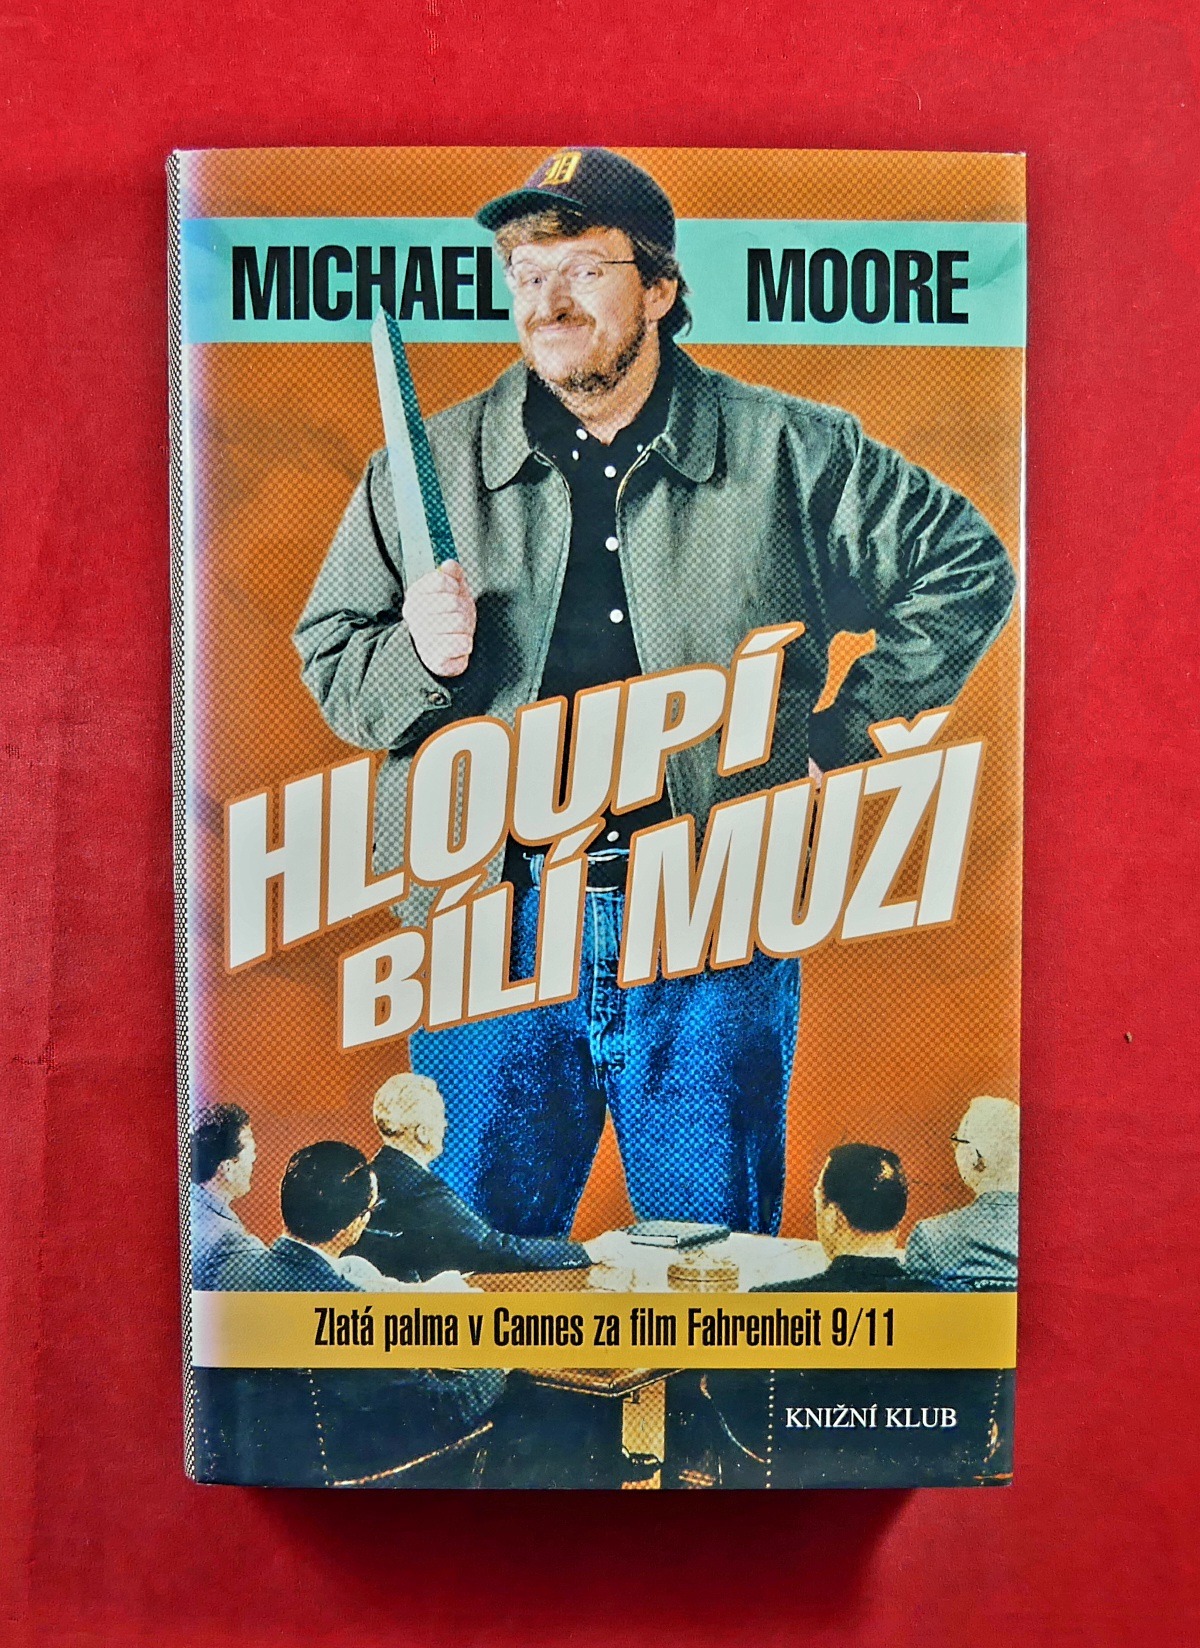 MICHAEL MOORE
HLOUPÍ
BÍLÍ MUŽI
Zlatá palma v Cannes za film Fahrenheit 9/11
KNIŽNÍ KLUB